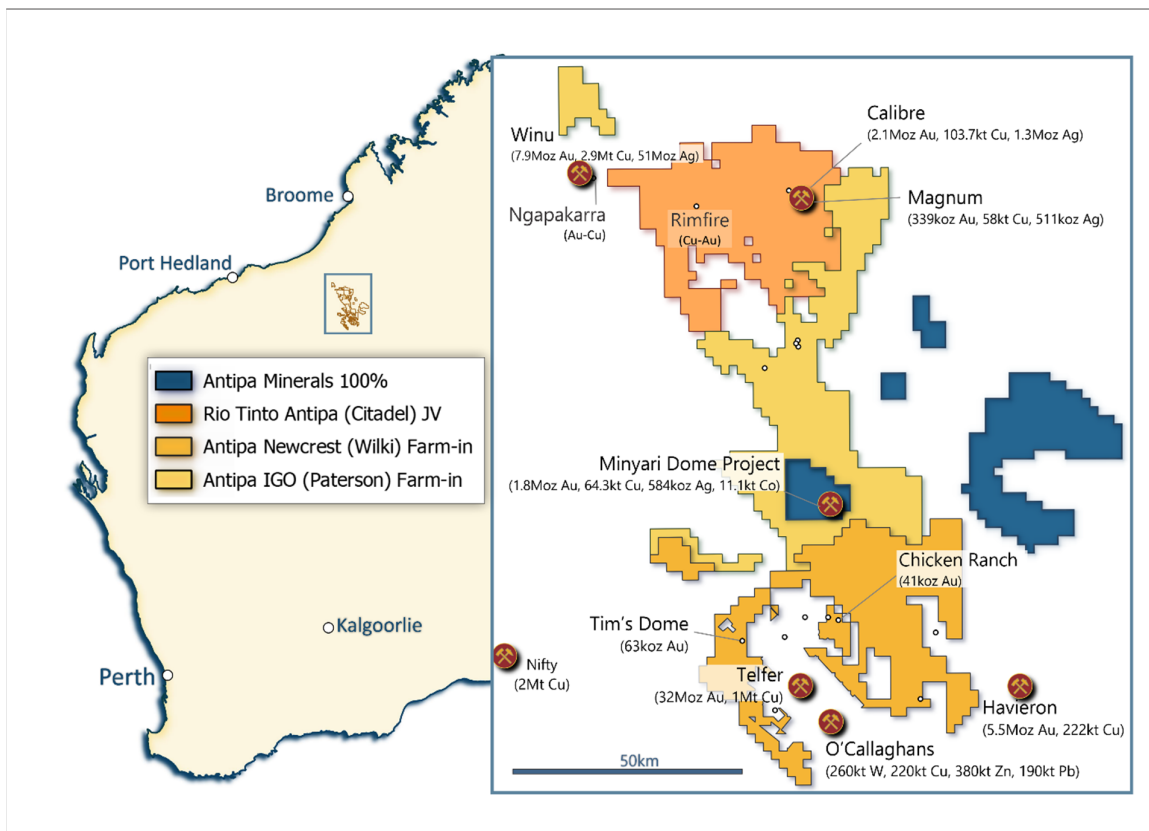 Broome
Port Hedland
Kalgoorlie
Perth
Antipa Minerals 100%
Rio Tinto Antipa (Citadel) JV
Antipa Newcrest (Wilki) Farm-in
Antipa IGO (Paterson) Farm-in
Winu
(7.9Moz Au, 2.9Mt Cu, 51Moz Ag)
Ngapakarra
(Au-Cu)
Rimfire
(Cu-Au)
Calibre
(2.1Moz Au, 103.7kt Cu, 1.3Moz Ag)
Magnum
(339koz Au, 58kt Cu, 511koz Ag)
Minyari Dome Project
(1.8Moz Au, 64.3kt Cu, 584koz Ag, 11.1kt Co)
Chicken Ranch
(41koz Au)
Tim's Dome
(63koz Au)
Nifty
(2Mt Cu)
Telfer
(32Moz Au, 1Mt Cu)
Havieron
(5.5Moz Au, 222kt Cu)
O'Callaghans
(260kt W, 220kt Cu, 380kt Zn, 190kt Pb)
50km